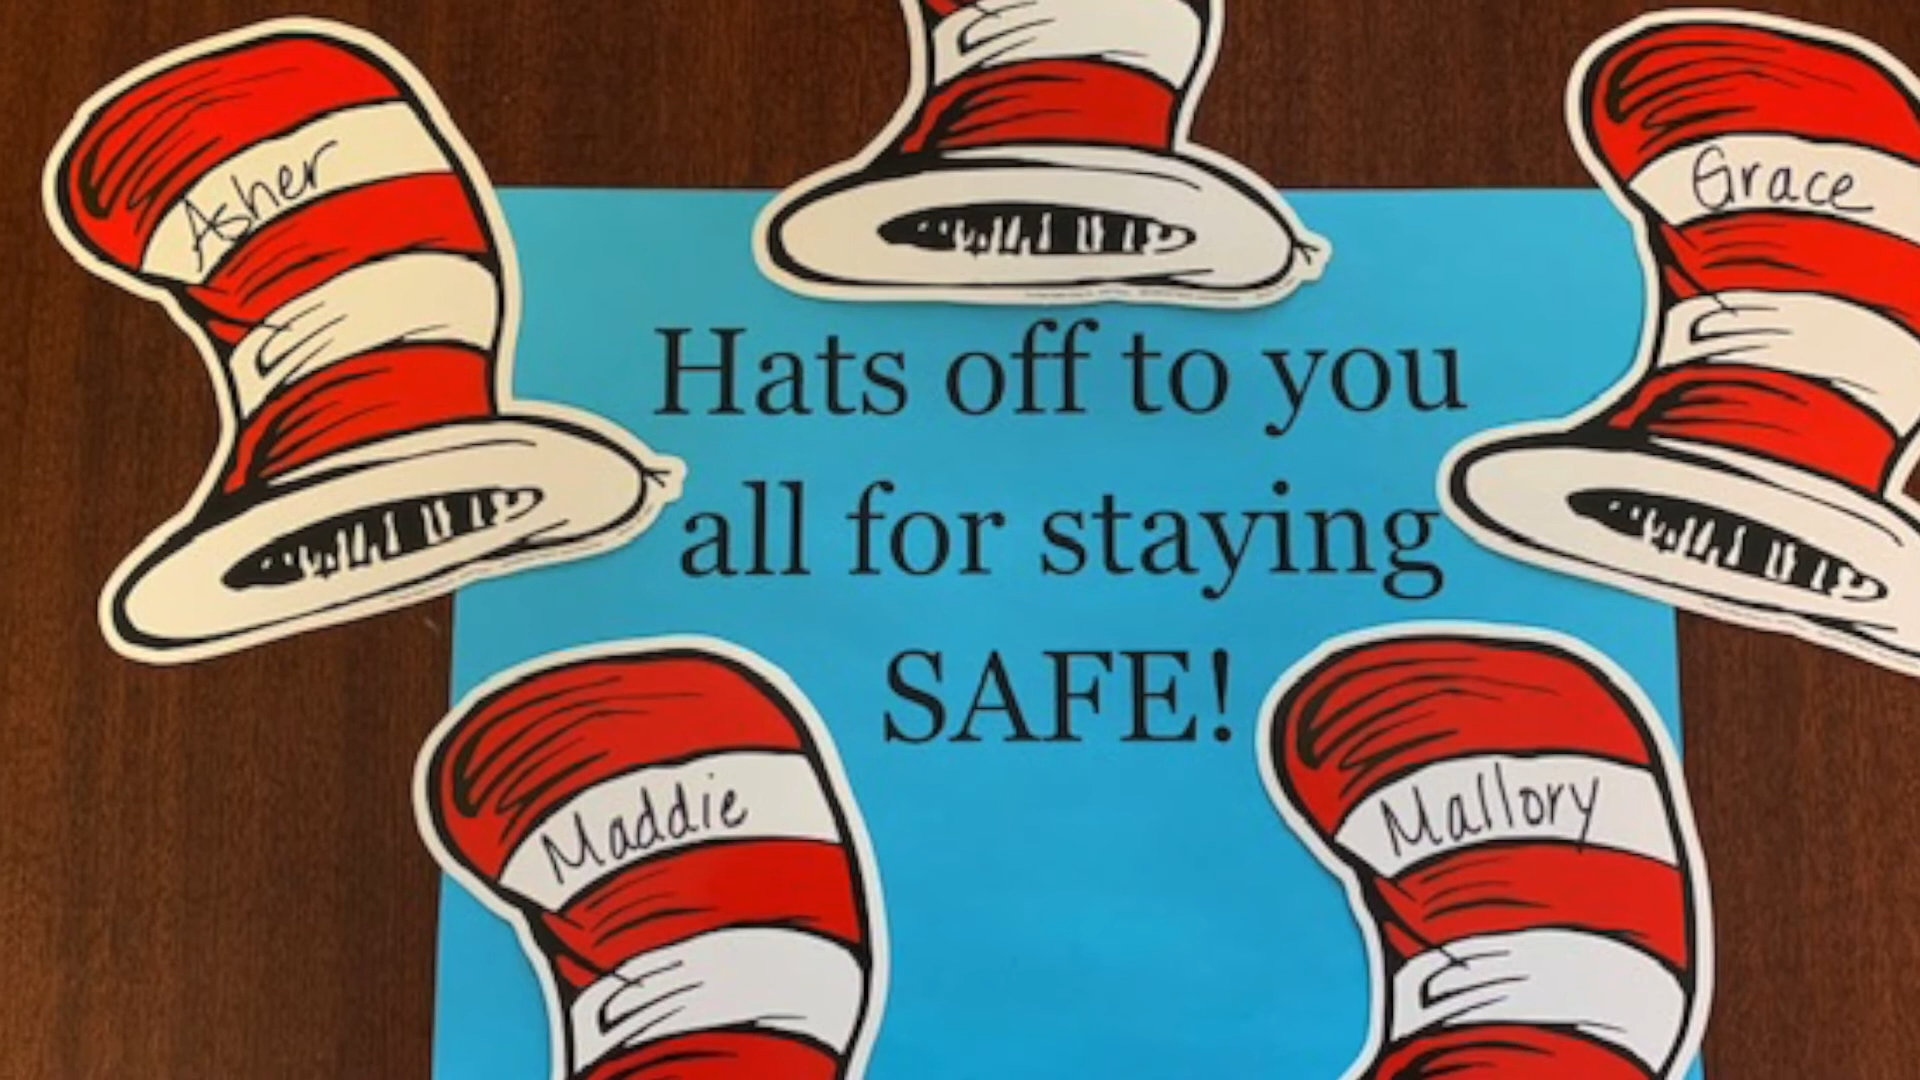 Asher
Grace
Hats off to you
all for staying
SAFE!
Maddie
Mallory